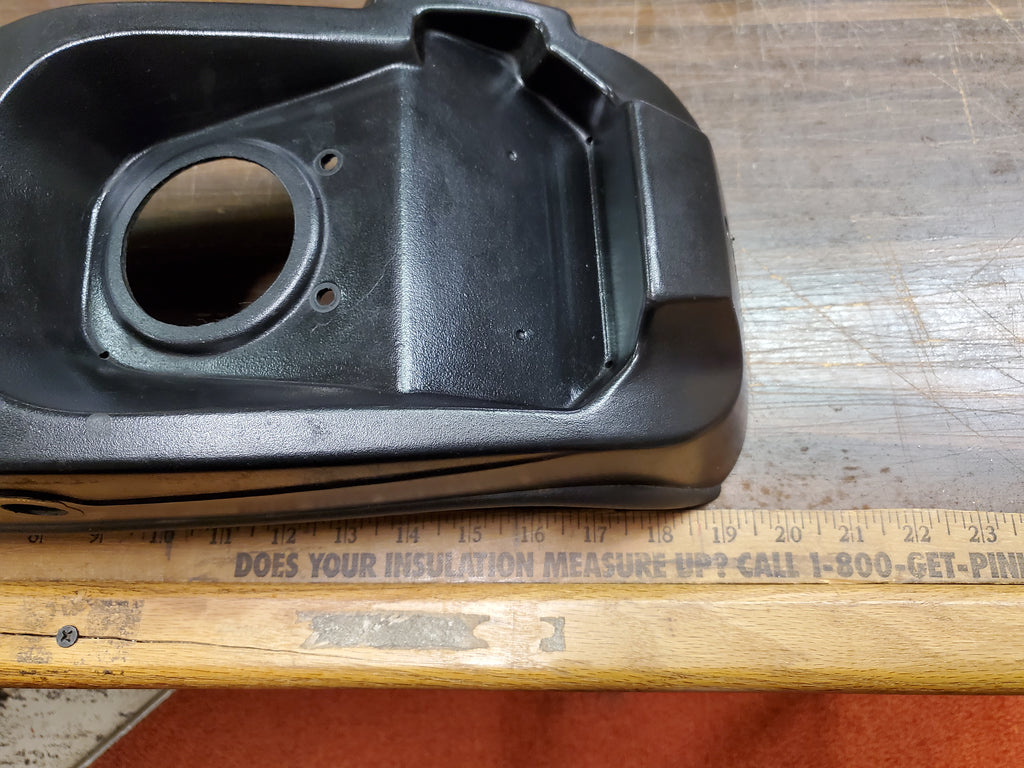 10 11 12 13 14 15 16 17 18 19 20 21 22 23
DOES YOUR INSULATION MEASURE UP? CALL 1-800-GET-PIN